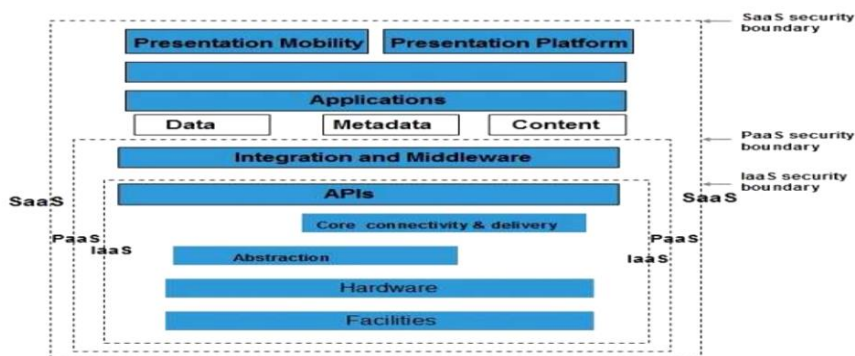 SaaS security
boundary
Presentation Mobility
Presentation Platform
Applications
Data
Metadata
Content
PaaS security
boundary
Integration and Middleware
IaaS security
boundary
APIs
SaaS
SaaS
Core connectivity & delivery
PaaS
PaaS
IaaS
IaaS
Abstraction
Hardware
Facilities